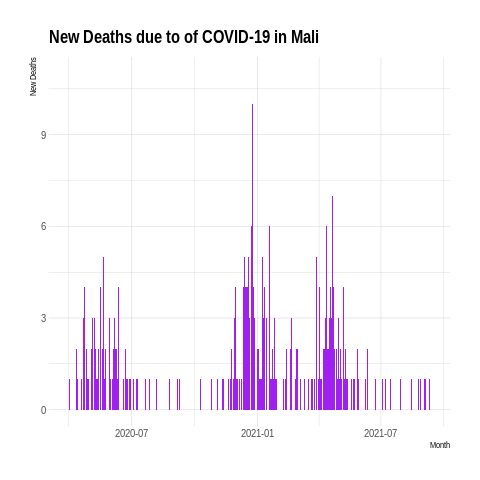 New Deaths due to of COVID-19 in Mali
New Deaths
9
6
3
0
2020-07
2021-01
2021-07
Month